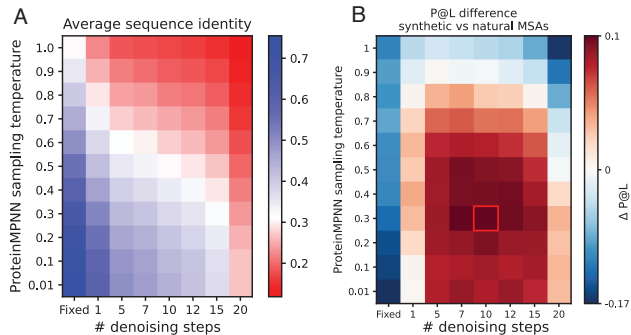 A
Average sequence identity
ProteinMPNN sampling temperature
1.0
0.9
0.8
0.7
0.6
0.5
0.4
0.3
0.2
0.1
0.01
Fixed 1 5 7 10 12 15 20
# denoising steps
0.7
0.6
0.5
0.4
0.3
0.2
B
P@L difference
synthetic vs natural MSAs
ProteinMPNN sampling temperature
1
0.9
0.8
0.7
0.6
0.5
0.4
0.3
0.2
0.1
0.01
Fixed 1 5 7 10 12 15 20
# denoising steps
0.1
0
-0.17
Δ P@L